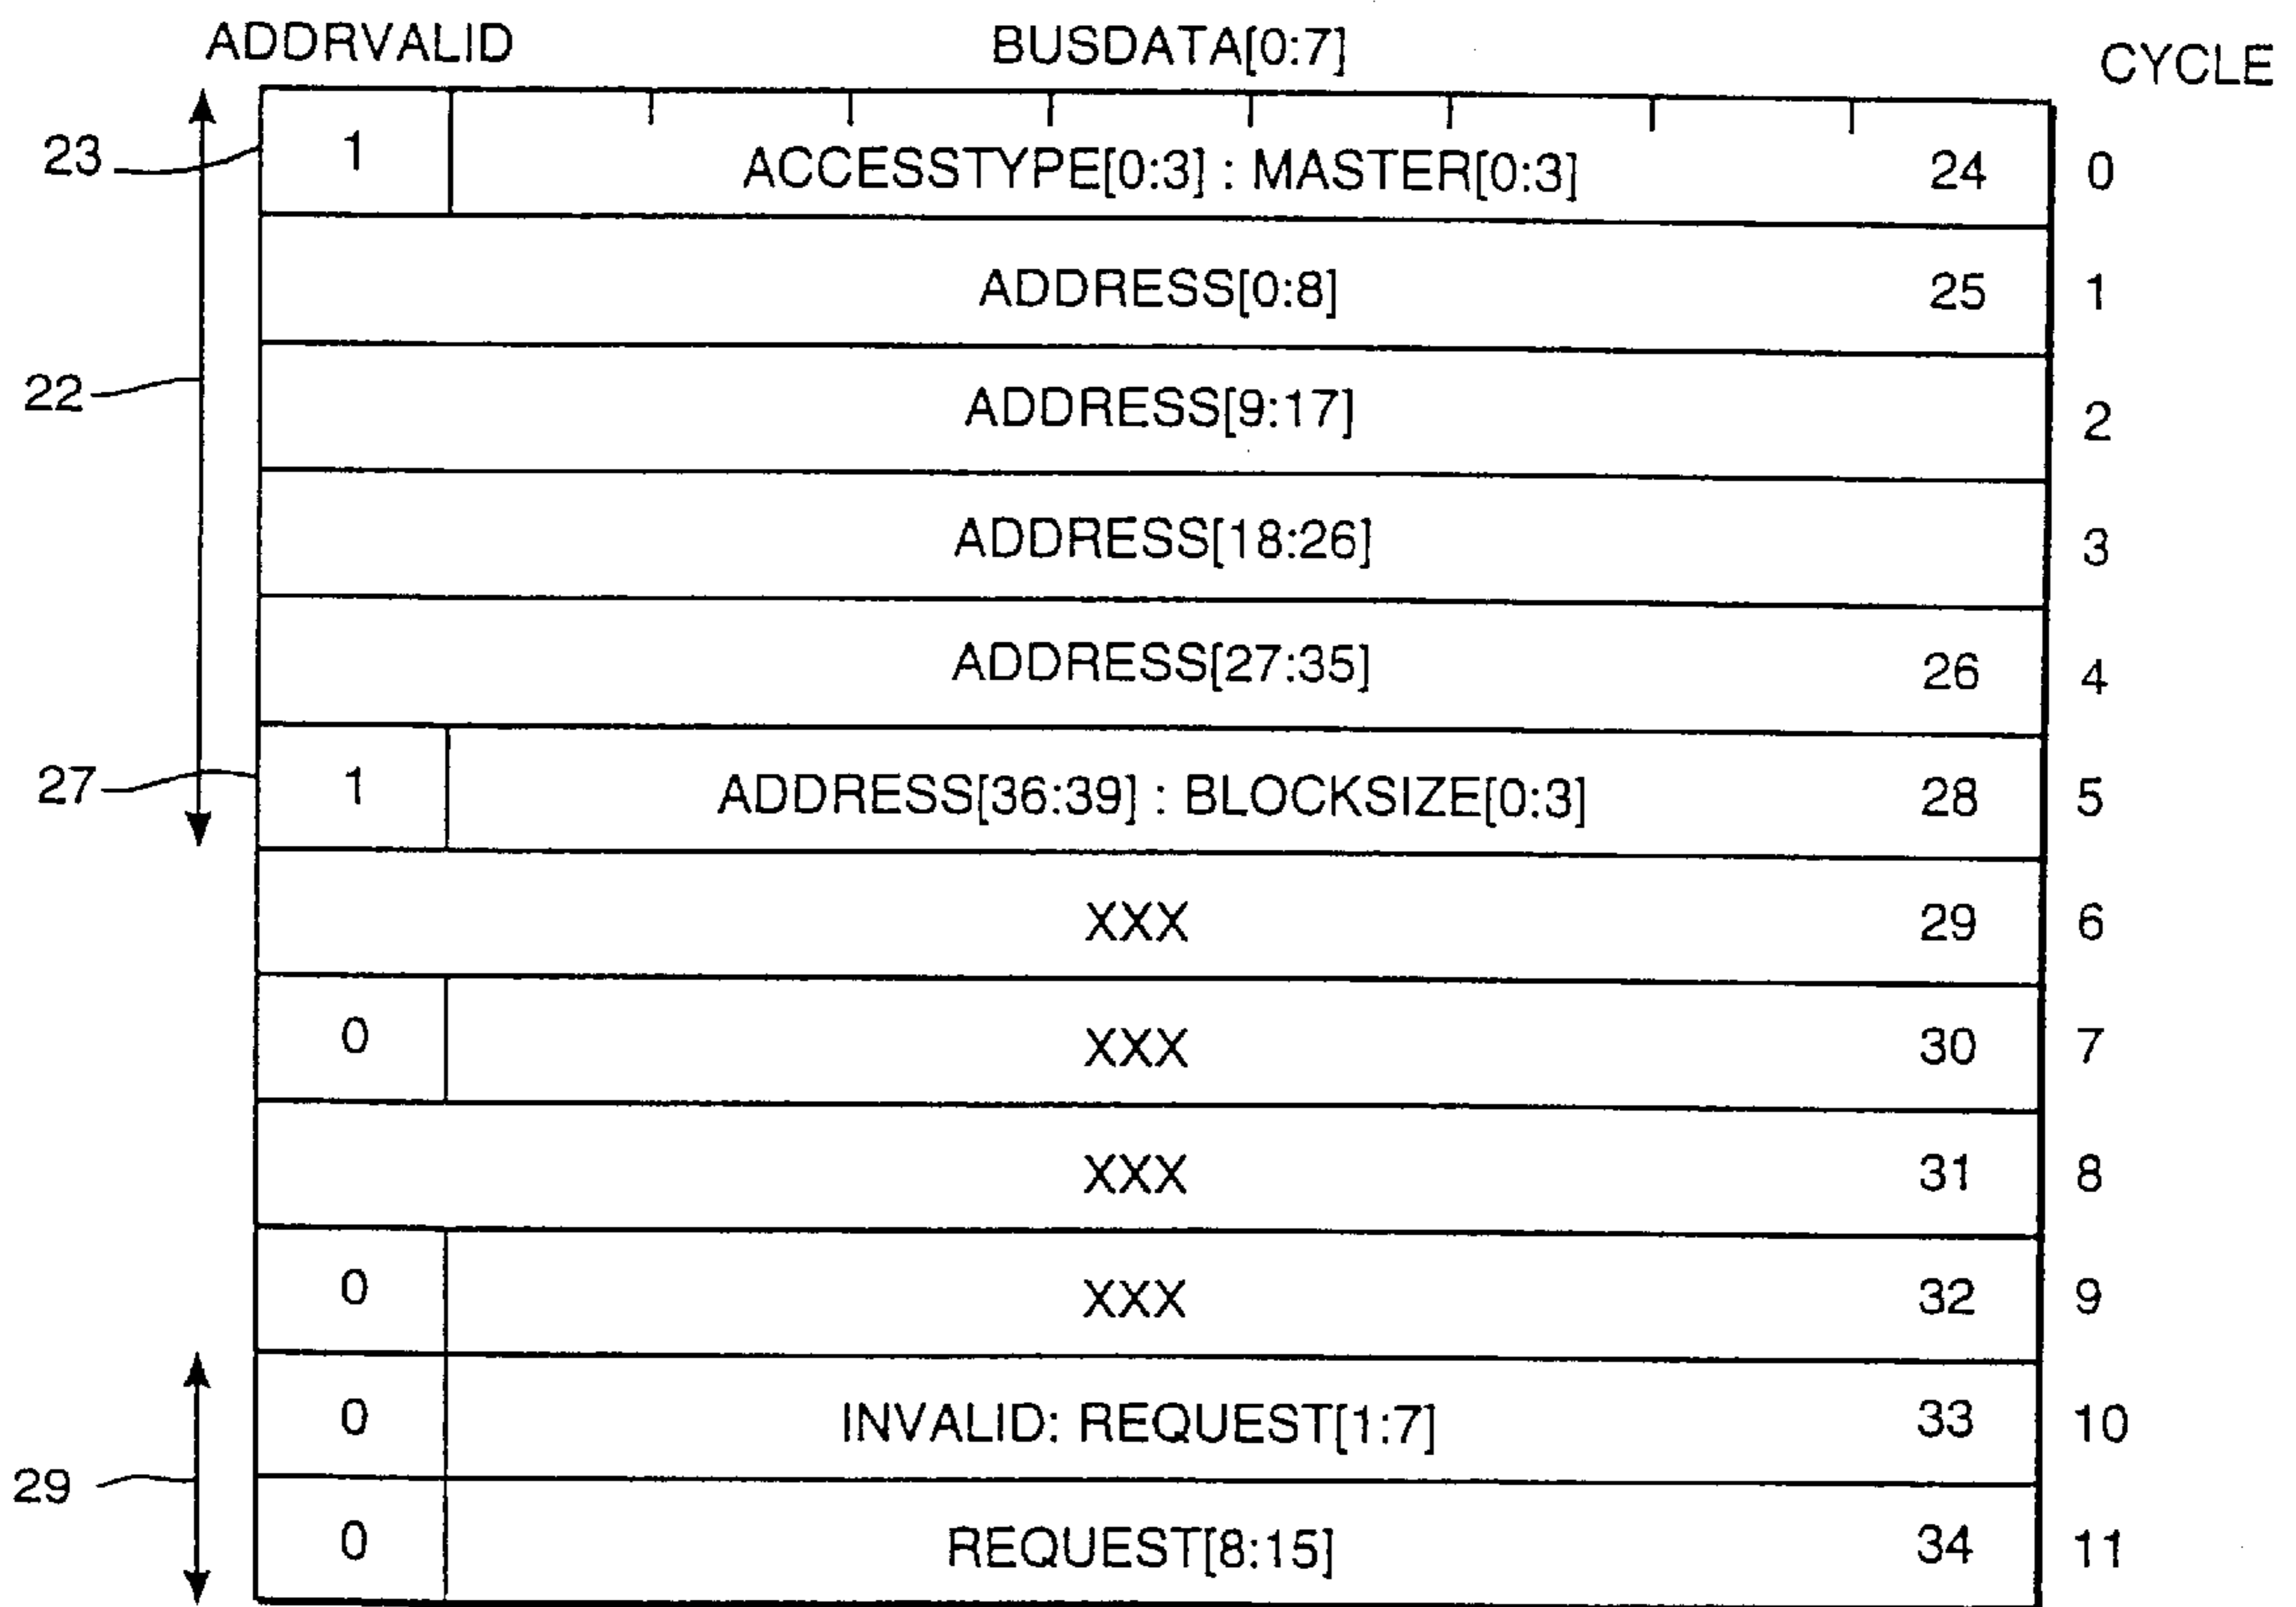 ADDRVALID BUSDATA[0:7] CYCLE
23 1 ACCESSTYPE[0:3] : MASTER[0:3] 24 0
ADDRESS[0:8] 25 1
22 ADDRESS[9:17] 2
ADDRESS[18:26] 3
ADDRESS[27:35] 26 4
27 1 ADDRESS[36:39] : BLOCKSIZE[0:3] 28 5
XXX 29 6
0 XXX 30 7
XXX 31 8
0 XXX 32 9
0 INVALID: REQUEST[1:7] 33 10
29 0 REQUEST[8:15] 34 11